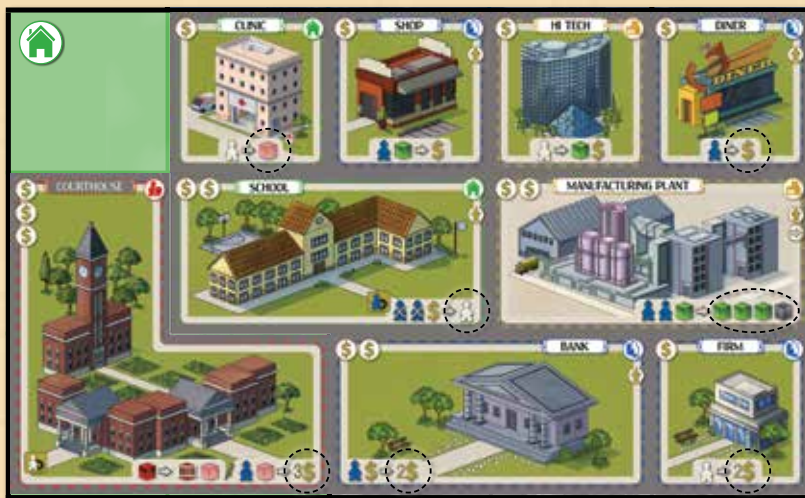 CLINIC
$
SHOP
$
HI TECH
$
DINER
$
$
$
$
$
COURTHOUSE
$
$
$
SCHOOL
$ $
$
$
MANUFACTURING PLANT
$ $
$
BANK
$ $
$
FIRM
$
3$
$
2$
2$
DINER